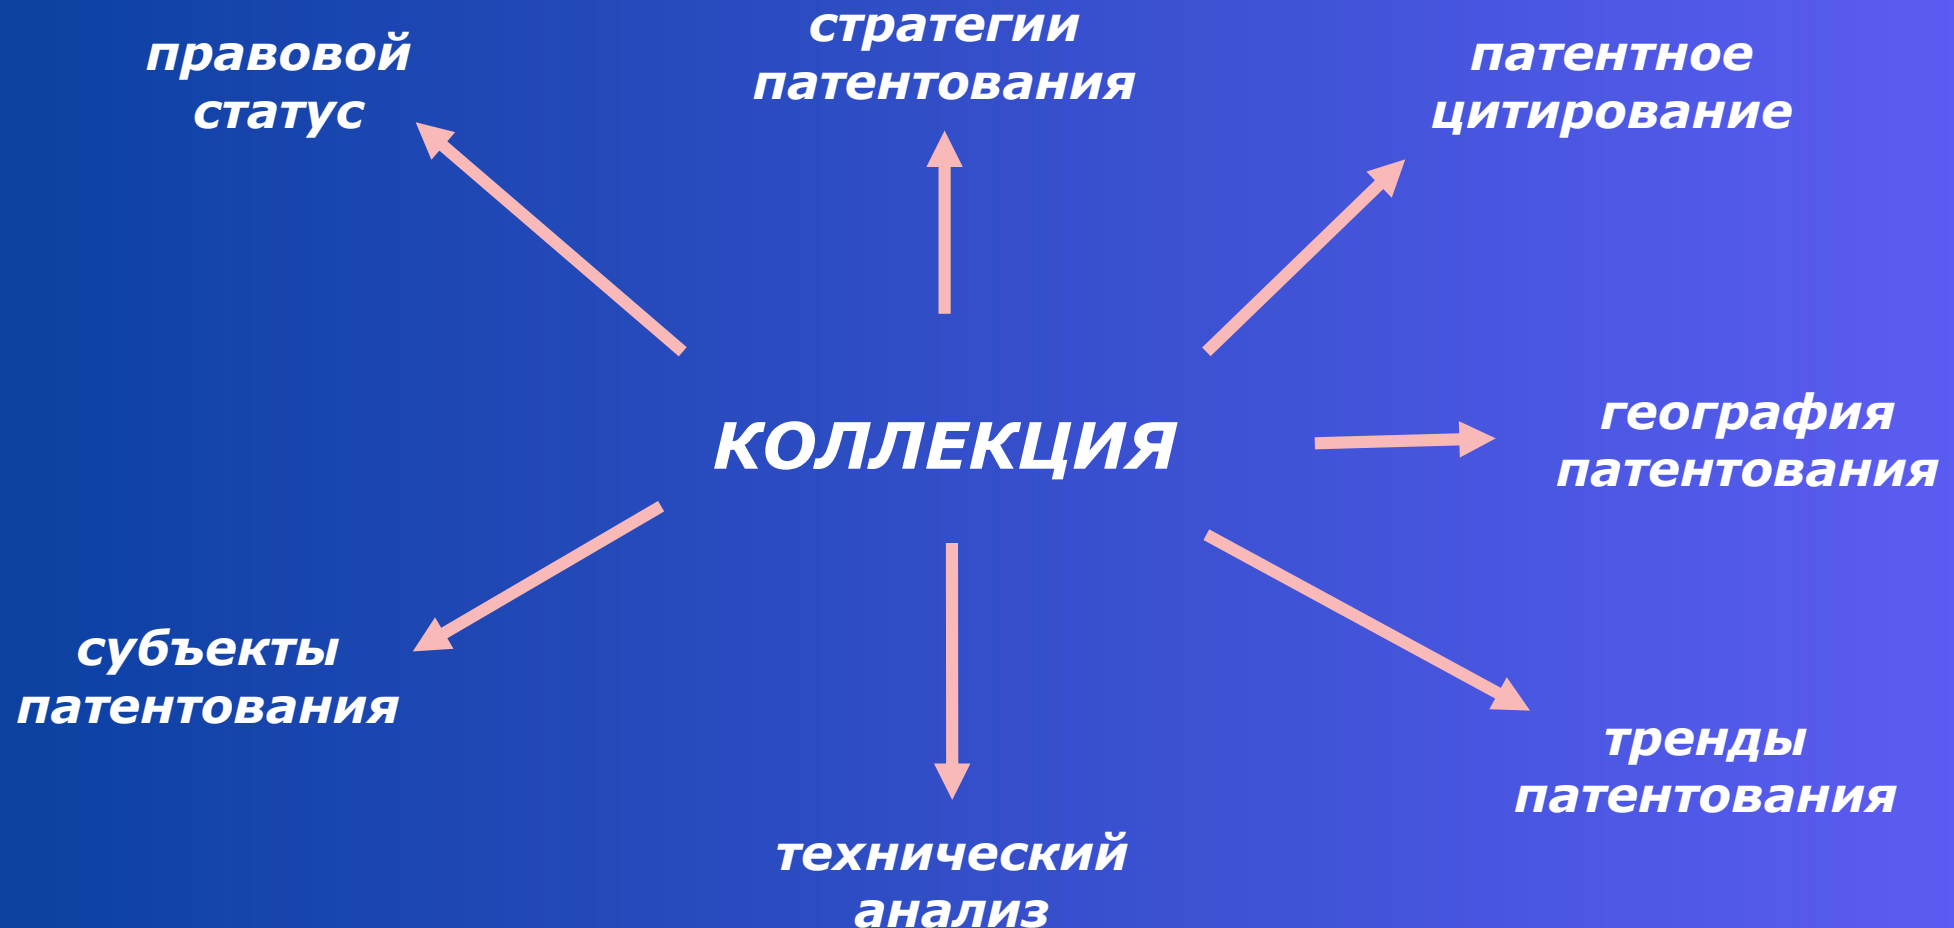 правовой
статус
стратегии
патентования
патентное
цитирование
КОЛЛЕКЦИЯ
география
патентования
субъекты
патентования
тренды
патентования
технический
анализ